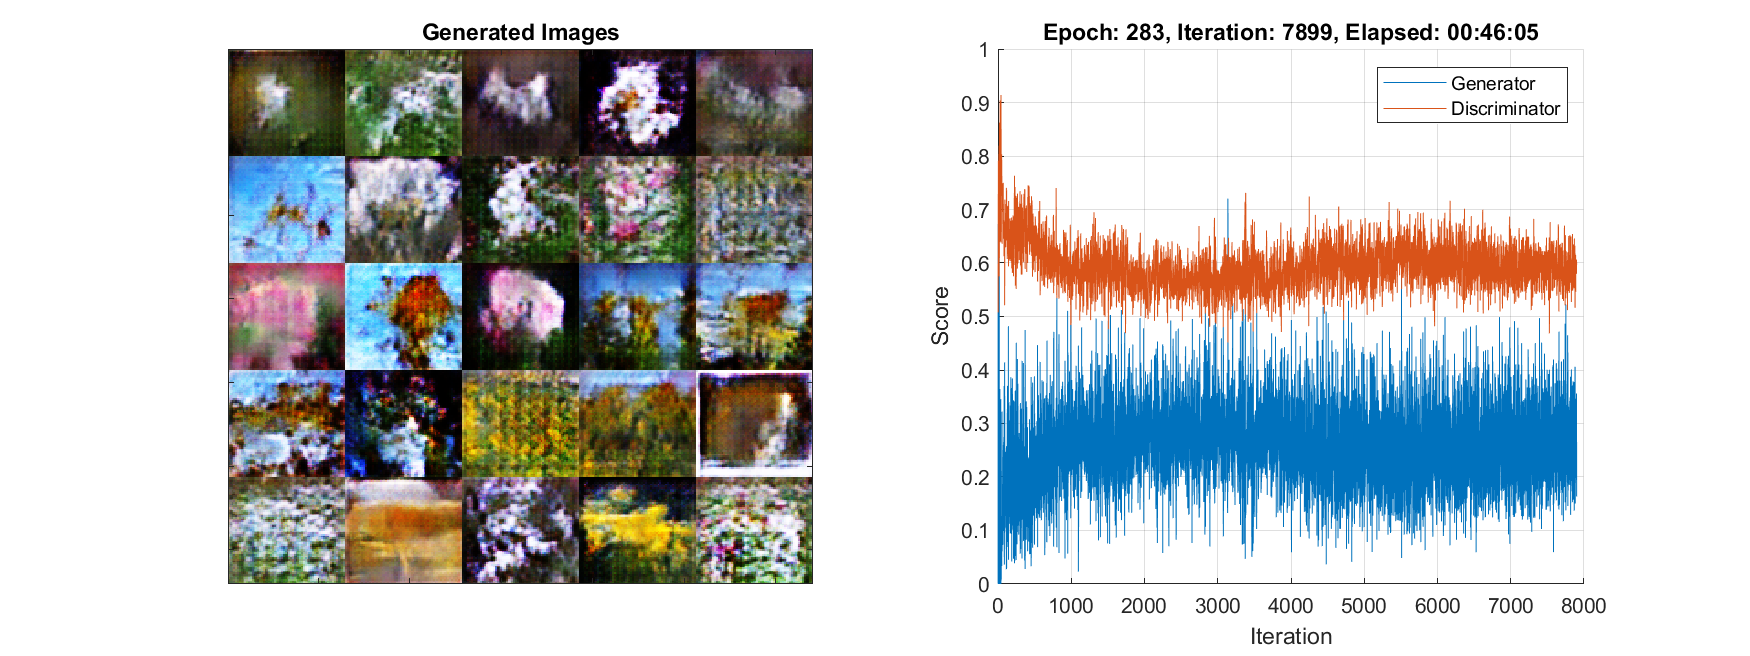 Generated Images
Epoch: 283, Iteration: 7899, Elapsed: 00:46:05
Generator
Discriminator
1
0.9
0.8
0.7
0.6
0.5
0.4
0.3
0.2
0.1
0
Score
0 1000 2000 3000 4000 5000 6000 7000 8000
Iteration